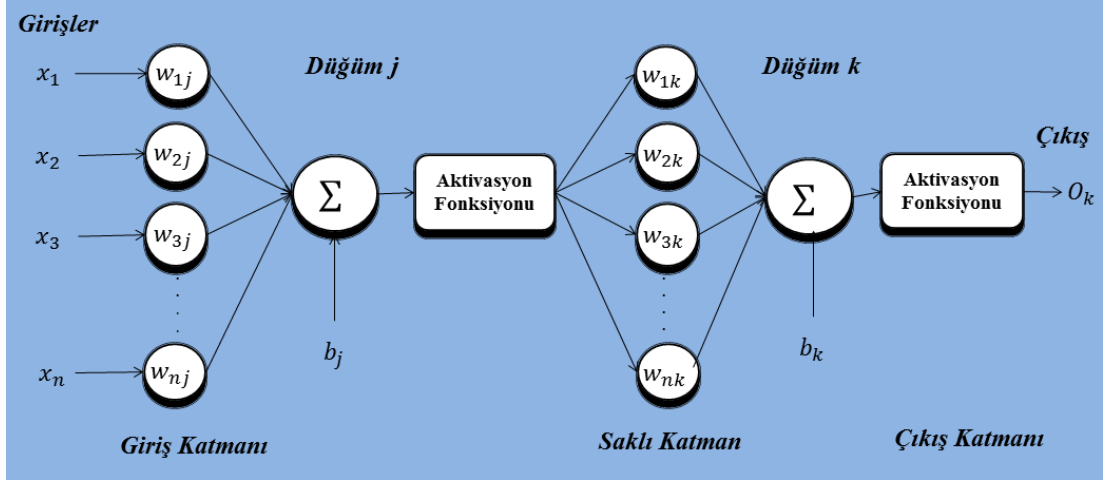 Girişler
Düğüm j
Düğüm k
Çıkış
x₁
w₁ⱼ
w₁ₖ
x₂
w₂ⱼ
w₂ₖ
x₃
w₃ⱼ
w₃ₖ
xₙ
wₙⱼ
wₙₖ
∑
Aktivasyon
Fonksiyonu
∑
Aktivasyon
Fonksiyonu
Oₖ
bⱼ
bₖ
Giriş Katmanı
Saklı Katman
Çıkış Katmanı